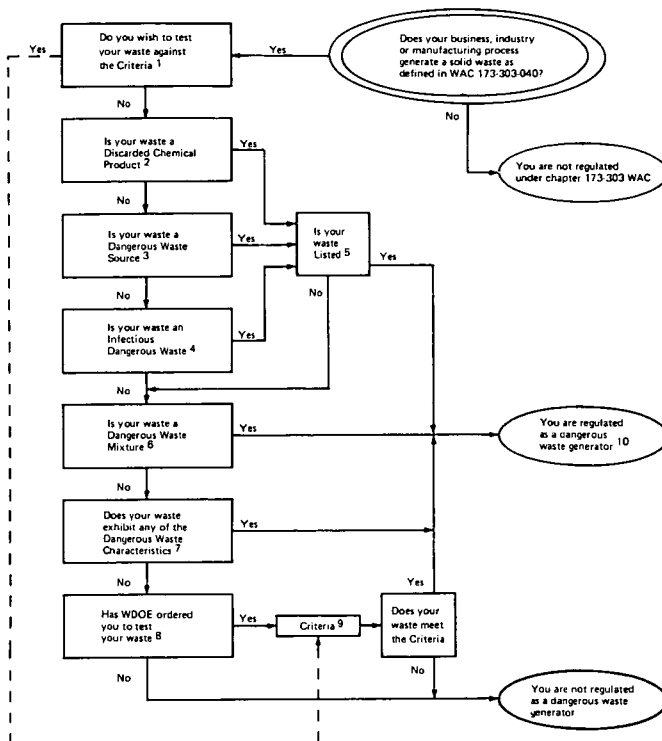 Yes
Do you wish to test
your waste against
the Criteria 1
Yes
Does your business, industry
or manufacturing process
generate a solid waste as
defined in WAC 173-303-040?
No
No
You are not regulated
under chapter 173-303 WAC
Is your waste a
Discarded Chemical
Product 2
Yes
No
Is your waste a
Dangerous Waste
Source 3
Yes
Is your
waste
Listed 5
Yes
No
No
Is your waste an
Infectious
Dangerous Waste 4
Yes
No
Is your waste a
Dangerous Waste
Mixture 6
Yes
You are regulated
as a dangerous
waste generator 10
No
Does your waste
exhibit any of the
Dangerous Waste
Characteristics 7
Yes
No
Yes
Has WDOE ordered
you to test
your waste 8
Yes
Criteria 9
Does your
waste meet
the Criteria
No
No
You are not regulated
as a dangerous waste
generator